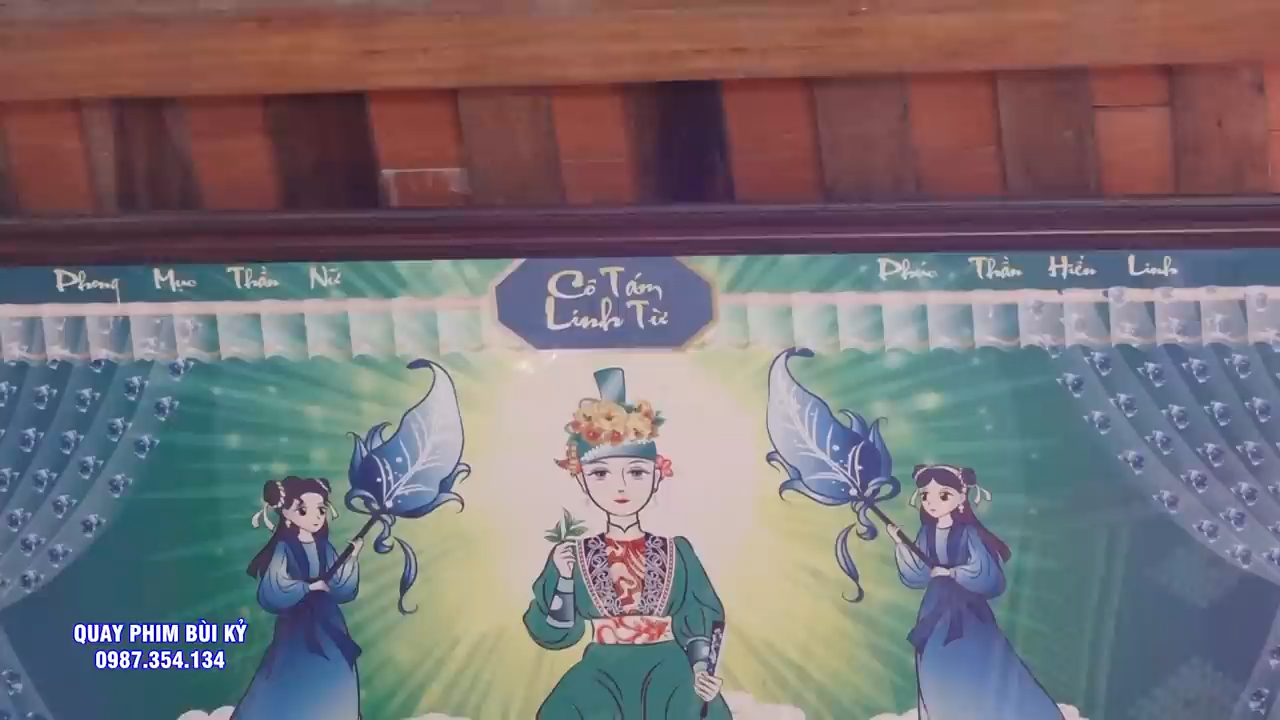 Phong Mục Thần Nữ
Cô Tám
Linh Từ
Phúc Thần Hiển Linh
QUAY PHIM BÙI KỶ
0987.354.134